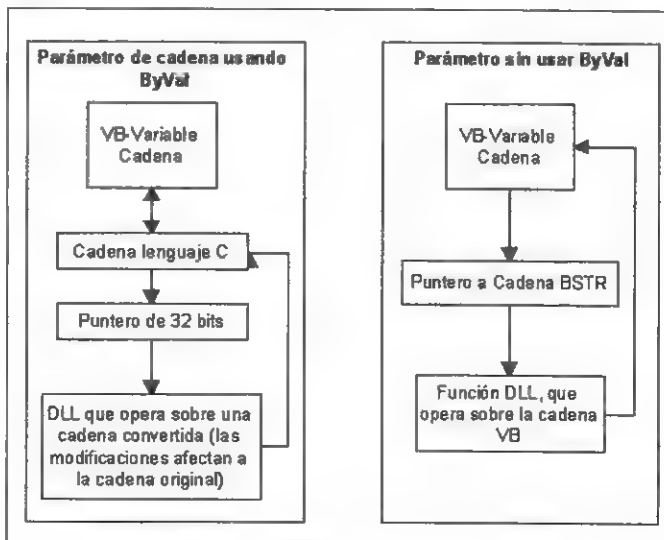 Parámetro de cadena usando
ByVal
VB-Variable
Cadena
Cadena lenguaje C
Puntero de 32 bits
DLL que opera sobre una
cadena convertida (las
modificaciones afectan a
la cadena original)
Parámetro sin usar ByVal
VB-Variable
Cadena
Puntero a Cadena BSTR
Función DLL, que
opera sobre la cadena
VB